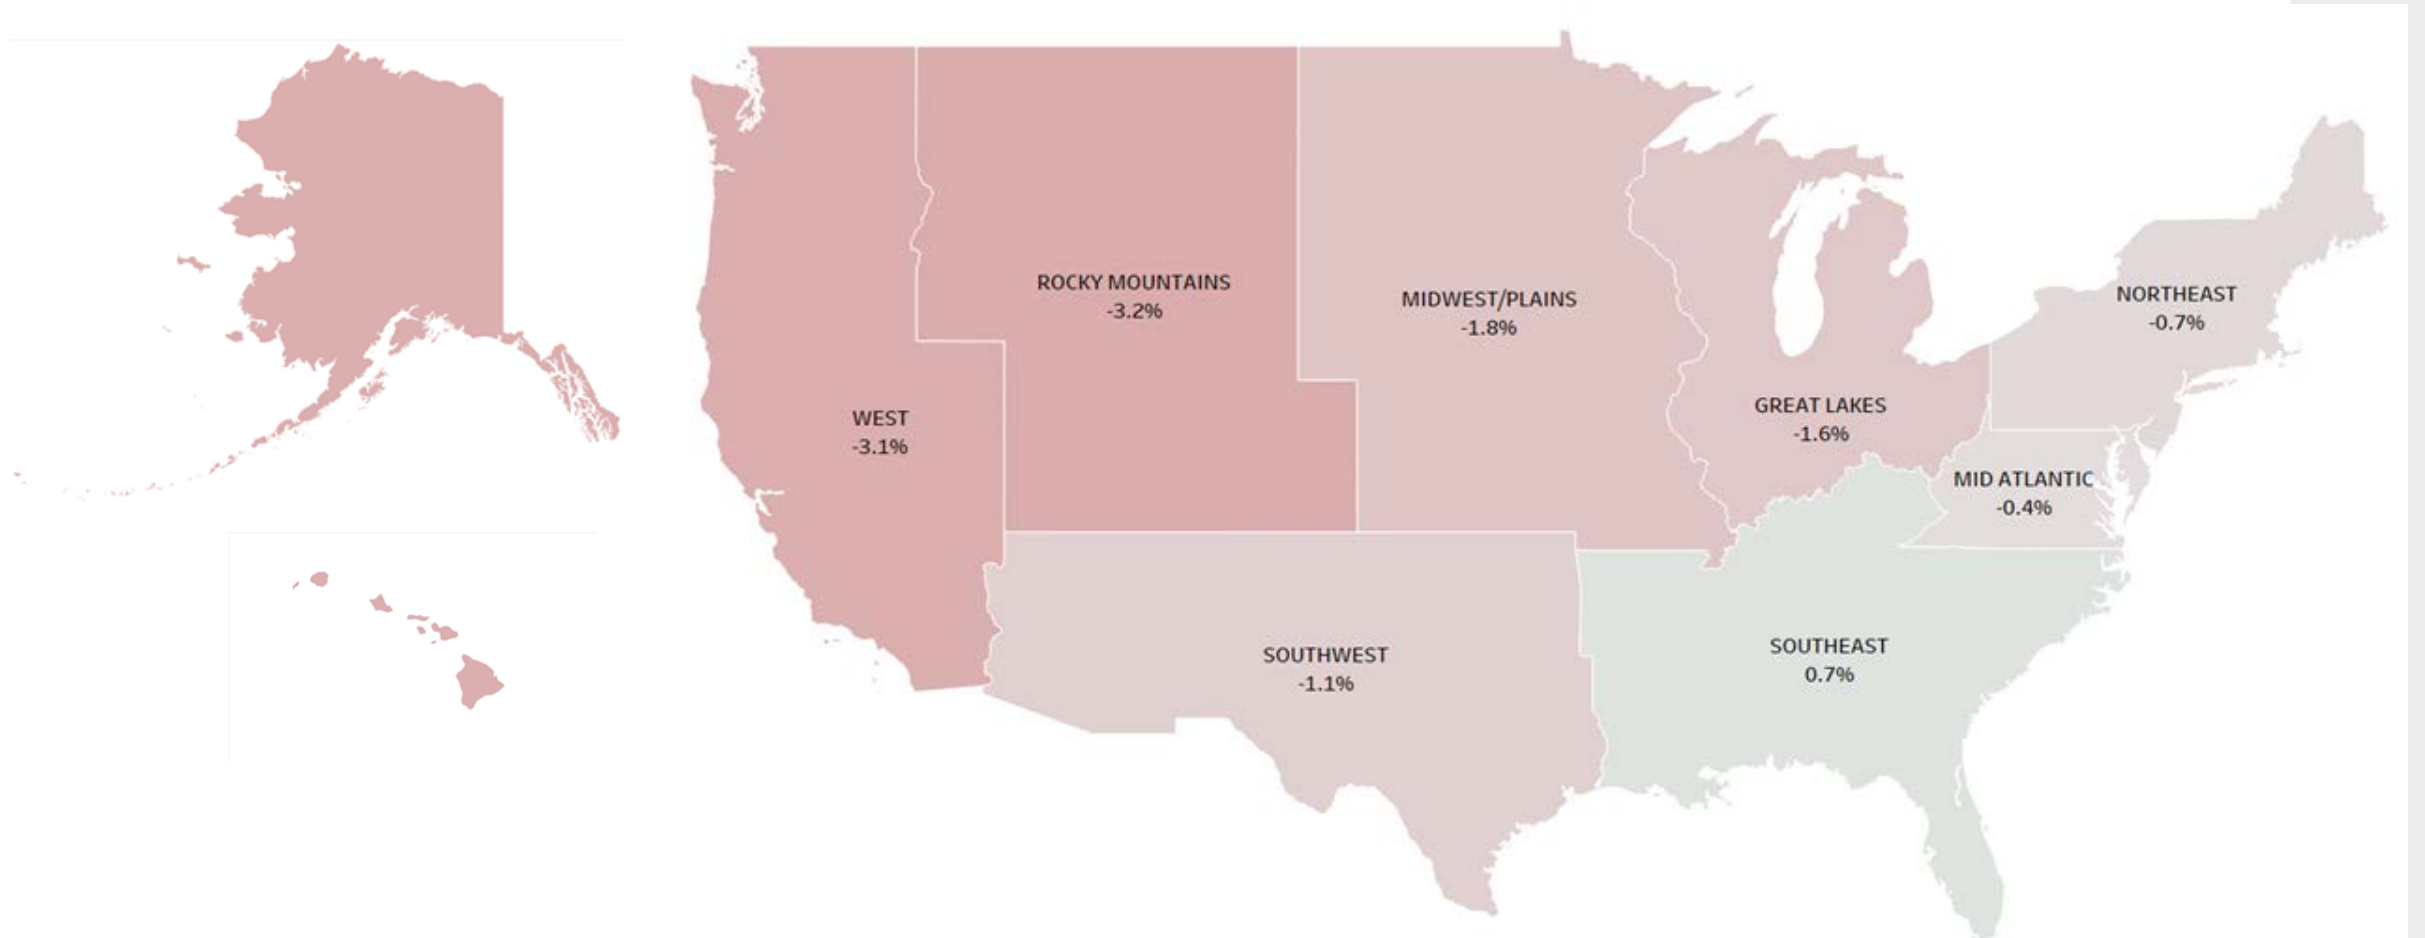 ROCKY MOUNTAINS
-3.2%
MIDWEST/PLAINS
-1.8%
NORTHEAST
-0.7%
WEST
-3.1%
GREAT LAKES
-1.6%
MID ATLANTIC
-0.4%
SOUTHWEST
-1.1%
SOUTHEAST
0.7%